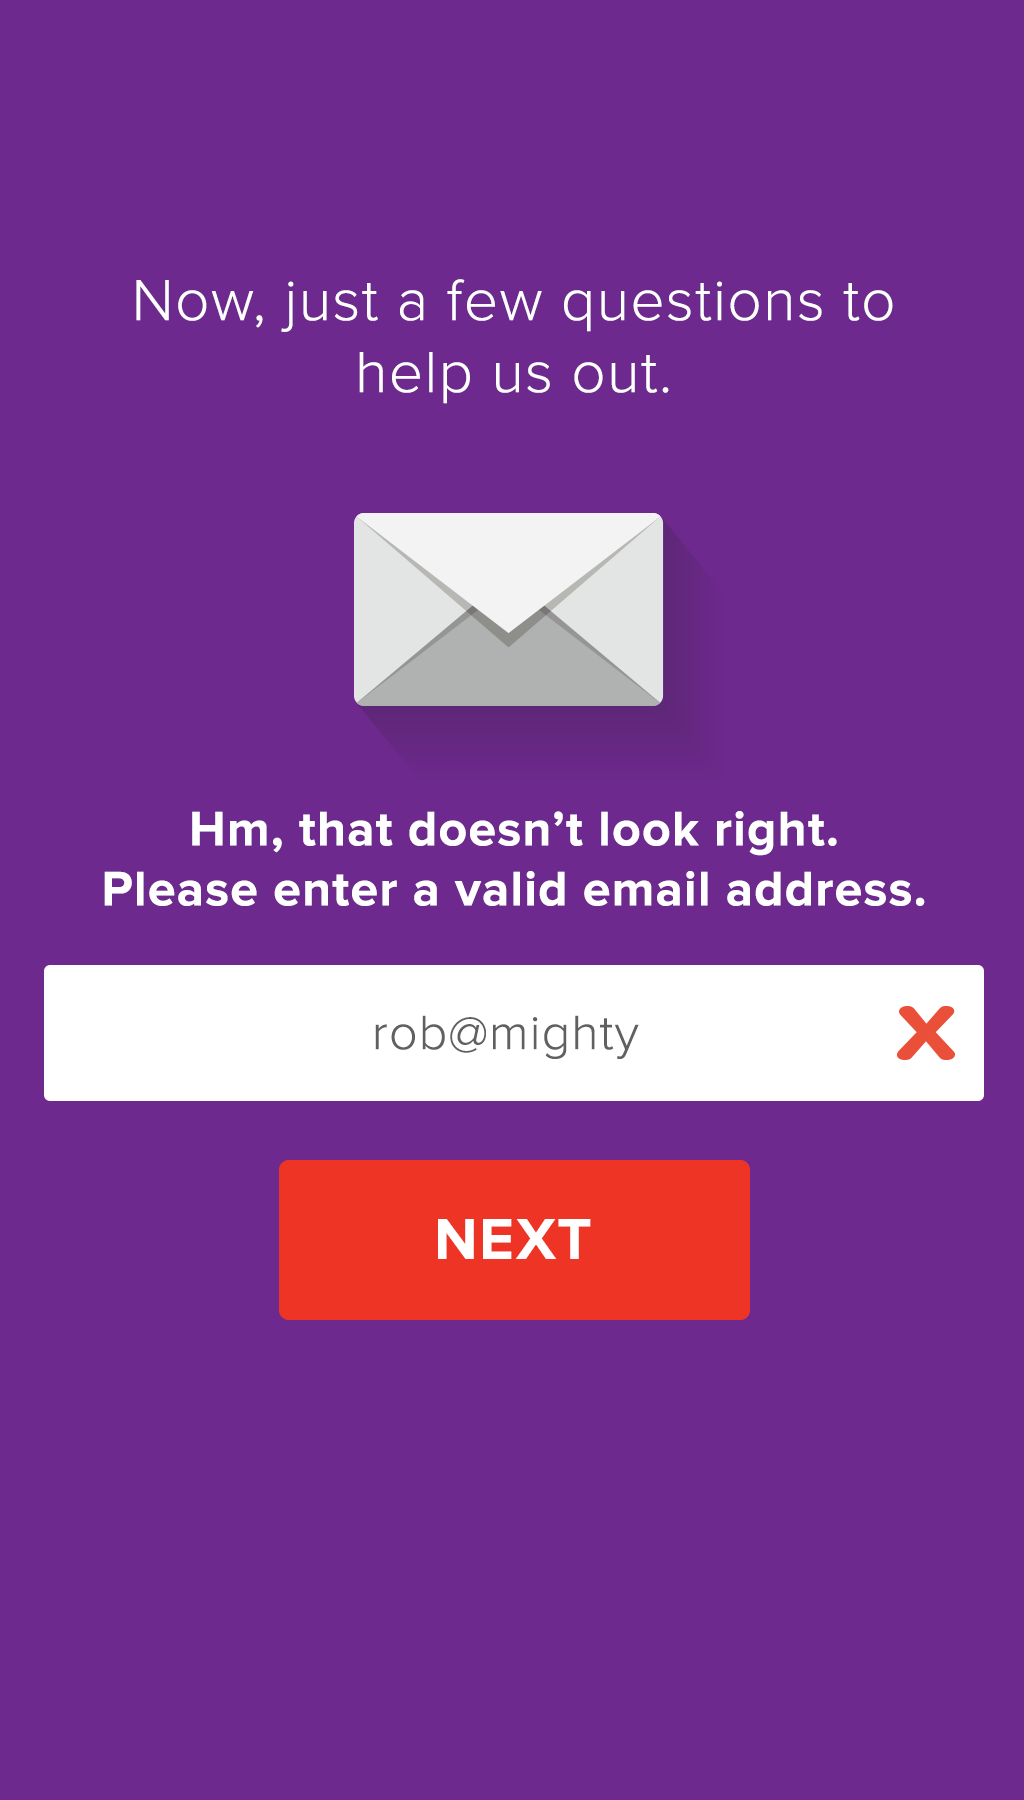 Now, just a few questions to
help us out.
Hm, that doesn’t look right.
Please enter a valid email address.
rob@mighty
NEXT